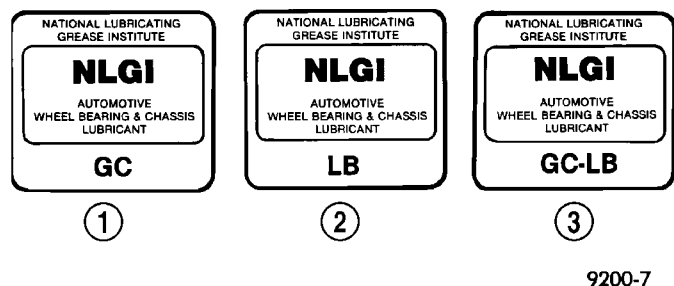 NATIONAL LUBRICATING
GREASE INSTITUTE
NLGI
AUTOMOTIVE
WHEEL BEARING & CHASSIS
LUBRICANT
GC
1
NATIONAL LUBRICATING
GREASE INSTITUTE
NLGI
AUTOMOTIVE
WHEEL BEARING & CHASSIS
LUBRICANT
LB
2
NATIONAL LUBRICATING
GREASE INSTITUTE
NLGI
AUTOMOTIVE
WHEEL BEARING & CHASSIS
LUBRICANT
GC-LB
3
9200-7